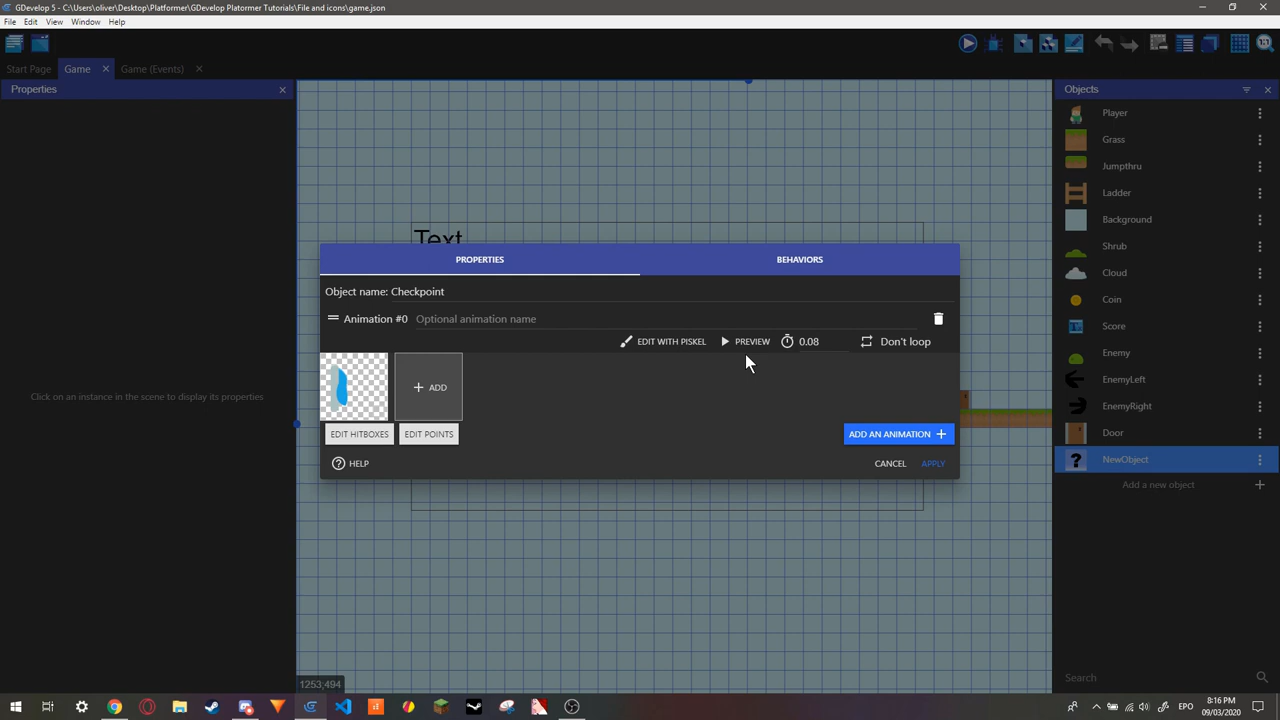 GDevelop 5 - C:\Users\oliver\Desktop\Platformer\GDevelop Platormer Tutorials\File and icons\game.json
File Edit View Window Help
Start Page
Game
Game (Events)
Properties
Objects
Player
Grass
Jumpthru
Ladder
Background
Shrub
Cloud
Coin
Score
Enemy
EnemyLeft
EnemyRight
Door
NewObject
Add a new object
Search
Click on an instance in the scene to display its properties
Text
PROPERTIES
BEHAVIORS
Object name: Checkpoint
Animation #0 Optional animation name
EDIT WITH PISKEL PREVIEW 0.08 Don't loop
ADD
EDIT HITBOXES EDIT POINTS ADD AN ANIMATION
HELP CANCEL APPLY
1253;494
EPO
8:16 PM
09/03/2020